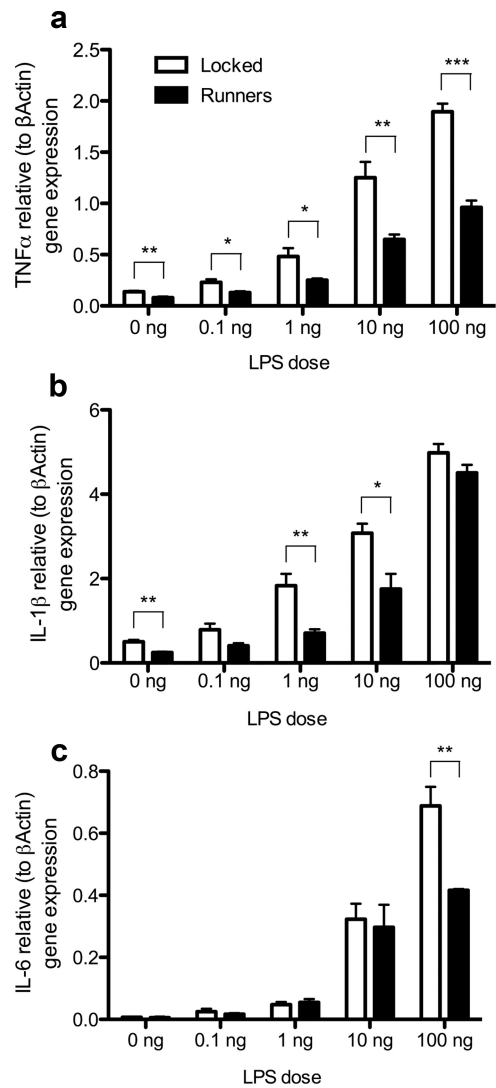 a
2.5
2.0
1.5
1.0
0.5
0.0
TNFα relative (to βActin)
gene expression
Locked
Runners
**
*
*
**
***
0 ng 0.1 ng 1 ng 10 ng 100 ng
LPS dose
b
6
4
2
0
IL-1β relative (to βActin)
gene expression
**
**
*
0 ng 0.1 ng 1 ng 10 ng 100 ng
LPS dose
c
0.8
0.6
0.4
0.2
0.0
IL-6 relative (to βActin)
gene expression
**
0 ng 0.1 ng 1 ng 10 ng 100 ng
LPS dose